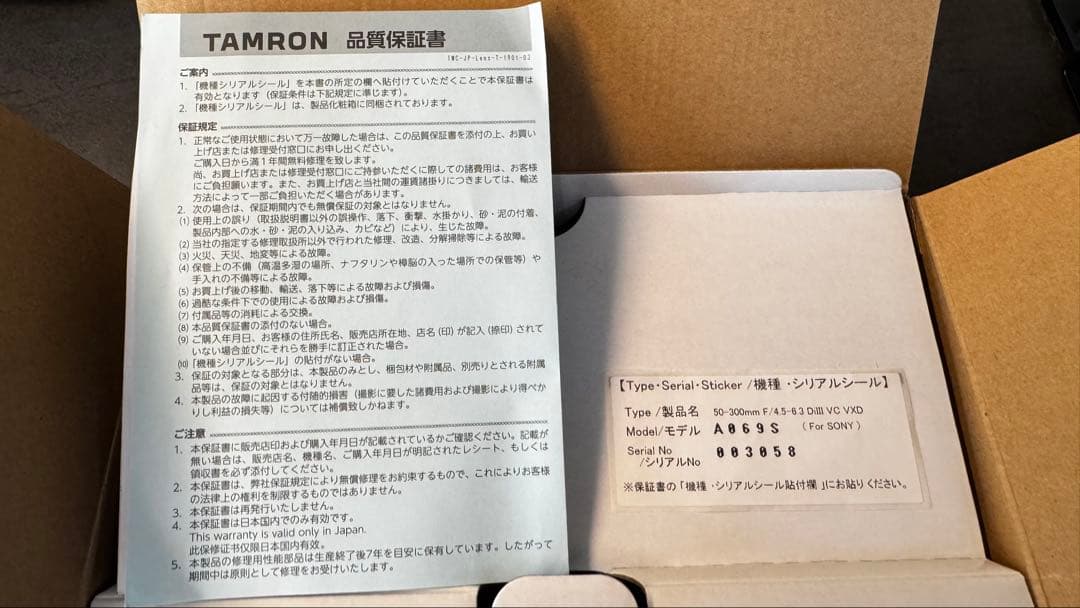 TAMRON 品質保証書
IWC-JP-Lens-T-1901-02
ご案内
1. 「機種シリアルシール」を本書の所定の欄へ貼付けていただくことで本保証書は
有効となります（保証条件は下記規定に準じます）。
2. 「機種シリアルシール」は、製品化粧箱に同梱されております。
保証規定
1. 正常なご使用状態において万一故障した場合は、この品質保証書を添付の上、お買い
上げ店または修理受付窓口にお申し出ください。
ご購入日から満1年間無料修理を致します。
尚、お買上げ店または修理受付窓口にご持参いただくに際しての諸費用は、お客様
にご負担願います。また、お買上げ店と当社間の運賃諸掛りにつきましては、輸送
方法によって一部ご負担いただく場合があります。
2. 次の場合は、保証期間内でも無償保証の対象とはなりません。
(1) 使用上の誤り（取扱説明書以外の誤操作、落下、衝撃、水掛かり、砂・泥の付着、
製品内部への水・砂・泥の入り込み、カビなど）により、生じた故障。
(2) 当社の指定する修理取扱所以外で行われた修理、改造、分解掃除等による故障。
(3) 火災、天災、地変等による故障。
(4) 保管上の不備（高温多湿の場所、ナフタリンや樟脳の入った場所での保管等）や
手入れの不備等による故障。
(5) お買上げ後の移動、輸送、落下等による故障および損傷。
(6) 過酷な条件下での使用による故障および損傷。
(7) 付属品等の消耗による交換。
(8) 本品質保証書の添付のない場合。
(9) ご購入年月日、お客様の住所氏名、販売店所在地、店名(印)が記入(捺印)されて
いない場合並びにそれらを勝手に訂正された場合。
(10) 「機種シリアルシール」の貼付がない場合。
3. 保証の対象となる部分は、本製品のみとし、梱包材や附属品、別売りとされる附属
品等は、保証の対象とはなりません。
4. 本製品の故障に起因する付随的損害（撮影に要した諸費用および撮影により得べか
りし利益の損失等）については補償致しかねます。
ご注意
1. 本保証書に販売店印および購入年月日が記載されているかご確認ください。記載が
無い場合は、販売店名、機種名、ご購入年月日が明記されたレシート、もしくは
領収書を必ず添付してください。
2. 本保証書は、弊社保証規定により無償修理をお約束するもので、これによりお客様
の法律上の権利を制限するものではありません。
3. 本保証書は再発行いたしません。
4. 本保証書は日本国内でのみ有効です。
This warranty is valid only in Japan.
此保修证书仅限日本国内有效。
5. 本製品の修理用性能部品は生産終了後7年を目安に保有しています。したがって
期間中は原則として修理をお受けいたします。
【Type・Serial・Sticker /機種・シリアルシール】
Type /製品名 50-300mm F/4.5-6.3 DiIII VC VXD
Model/モデル A069S （For SONY）
Serial No
/シリアルNo 003058
※保証書の「機種・シリアルシール貼付欄」にお貼りください。